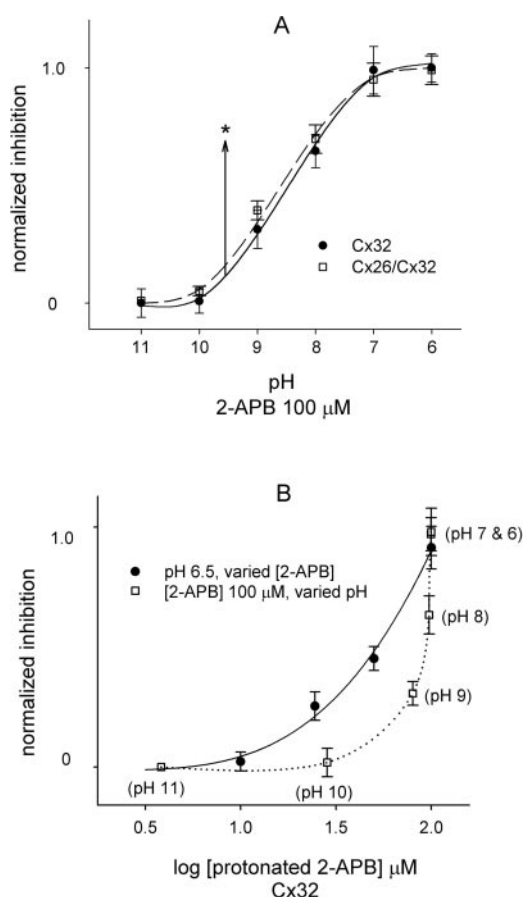 A
1.0
0
normalized inhibition
*
Cx32
Cx26/Cx32
11 10 9 8 7 6
pH
2-APB 100 μM
B
1.0
0
normalized inhibition
pH 6.5, varied [2-APB]
[2-APB] 100 μM, varied pH
(pH 7 & 6)
(pH 8)
(pH 9)
(pH 11)
(pH 10)
0.5 1.0 1.5 2.0
log [protonated 2-APB] μM
Cx32